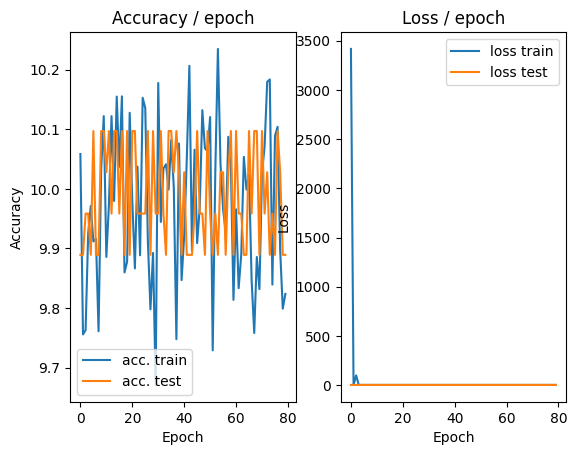 Accuracy / epoch
Accuracy
10.2
10.1
10.0
9.9
9.8
9.7
acc. train
acc. test
0
20
40
60
80
Epoch
Loss / epoch
Loss
3500
3000
2500
2000
1500
1000
500
0
loss train
loss test
0
20
40
60
80
Epoch